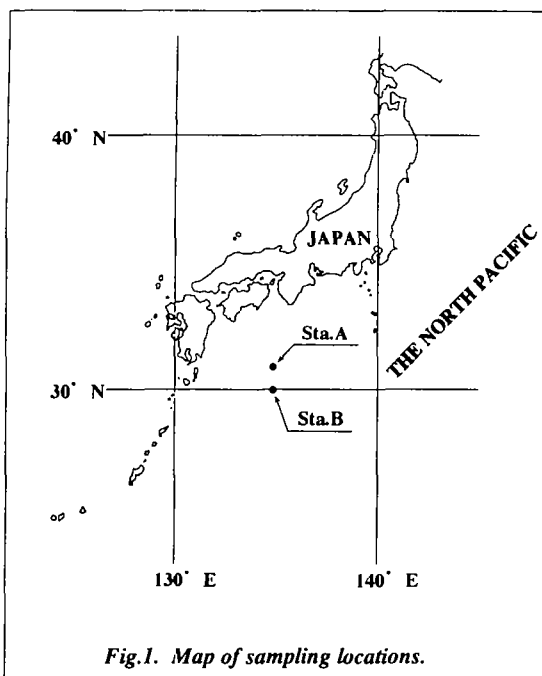 40° N
JAPAN
THE NORTH PACIFIC
Sta.A
30° N
Sta.B
130° E
140° E
Fig.1. Map of sampling locations.